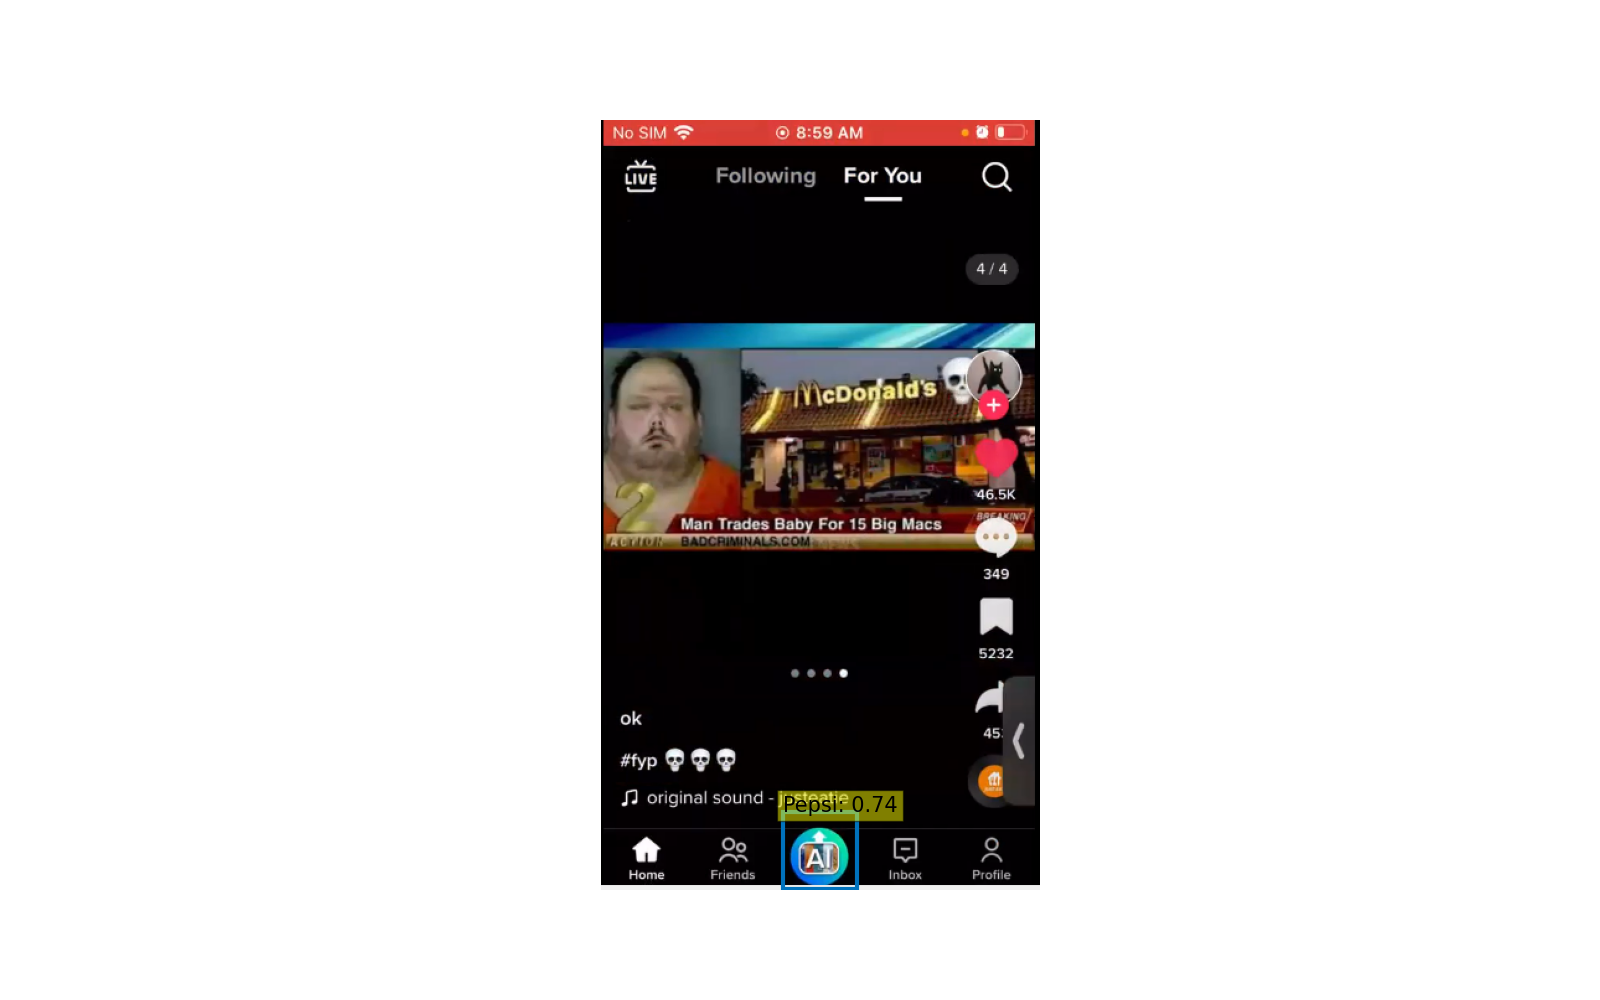 No SIM
8:59 AM
LIVE
Following
For You
4 / 4
McDonald's
46.5K
2
Man Trades Baby For 15 Big Macs
BREAKING
ACTION
BADCRIMINALS.COM
349
5232
ok
45
#fyp
original sound - justeatie
Pepsi: 0.74
AI
Home
Friends
Inbox
Profile